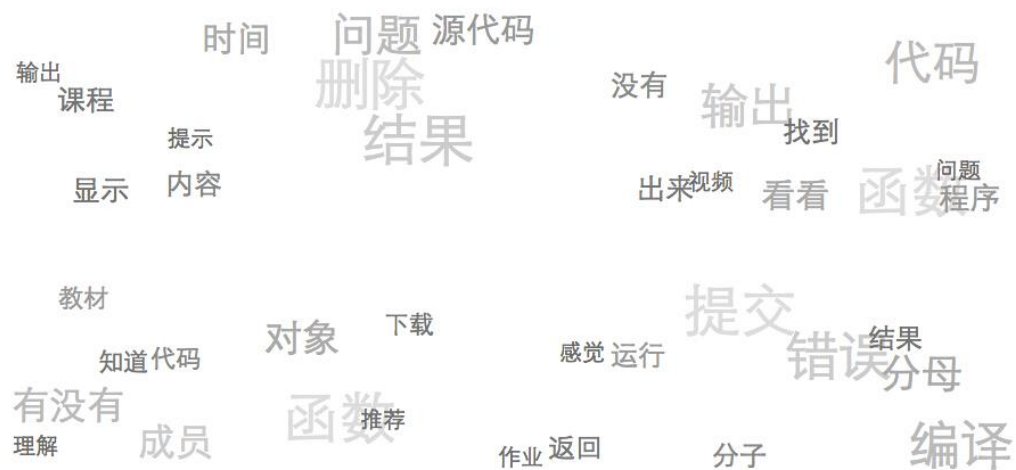 时间 问题 源代码
删除
代码
输出
课程
没有
输出
结果
找到
提示
显示 内容
出来 视频 看看 函数
问题
程序
教材
提交
对象 下载
知道 代码
感觉 运行 错误 结果
分母
有没有
函数 推荐
理解 成员
作业 返回 分子 编译